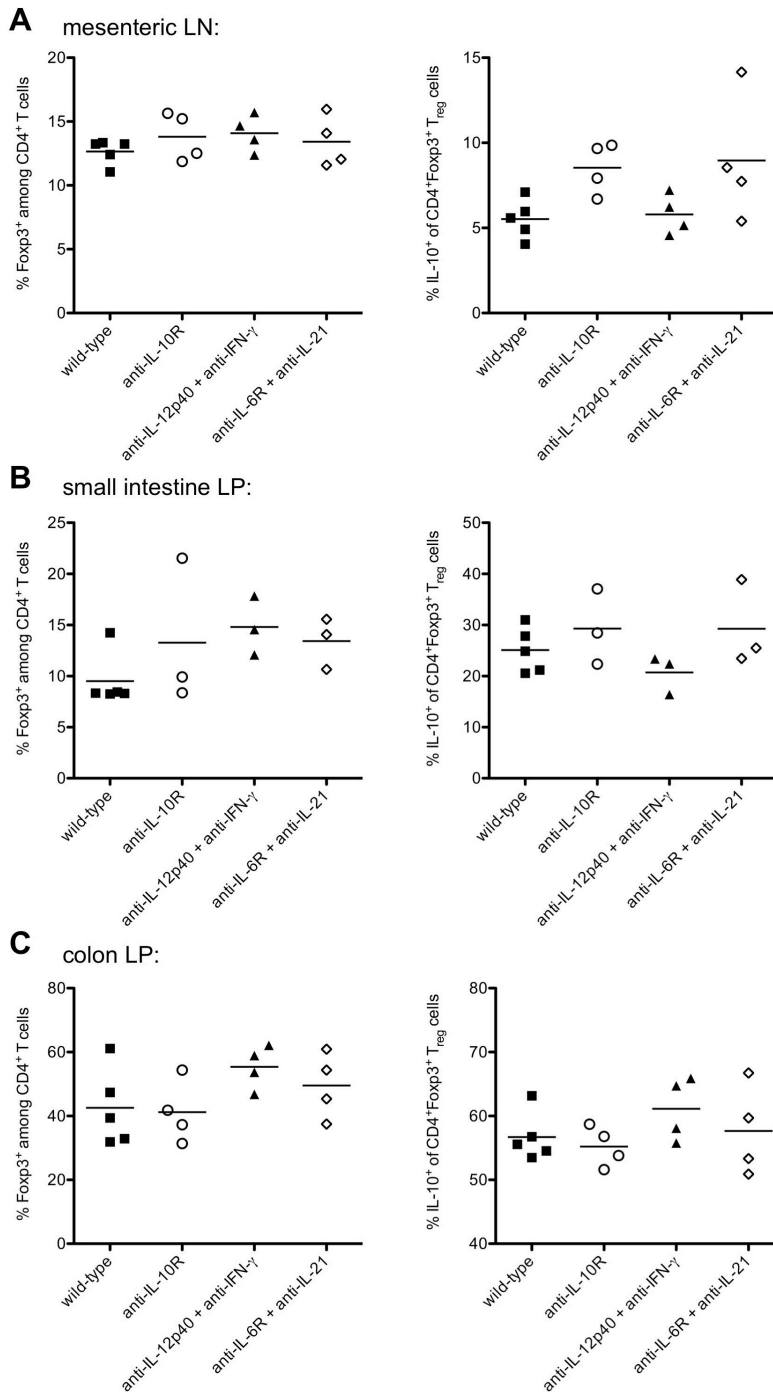 A mesenteric LN:
% Foxp3⁺ among CD4⁺ T cells
20
15
10
5
0
wild-type
anti-IL-10R
anti-IL-12p40 + anti-IFN-γ
anti-IL-6R + anti-IL-21
% IL-10⁺ of CD4⁺Foxp3⁺ Treg cells
15
10
5
0
wild-type
anti-IL-10R
anti-IL-12p40 + anti-IFN-γ
anti-IL-6R + anti-IL-21
B small intestine LP:
% Foxp3⁺ among CD4⁺ T cells
25
20
15
10
5
0
wild-type
anti-IL-10R
anti-IL-12p40 + anti-IFN-γ
anti-IL-6R + anti-IL-21
% IL-10⁺ of CD4⁺Foxp3⁺ Treg cells
50
40
30
20
10
0
wild-type
anti-IL-10R
anti-IL-12p40 + anti-IFN-γ
anti-IL-6R + anti-IL-21
C colon LP:
% Foxp3⁺ among CD4⁺ T cells
80
60
40
20
0
wild-type
anti-IL-10R
anti-IL-12p40 + anti-IFN-γ
anti-IL-6R + anti-IL-21
% IL-10⁺ of CD4⁺Foxp3⁺ Treg cells
80
70
60
50
40
wild-type
anti-IL-10R
anti-IL-12p40 + anti-IFN-γ
anti-IL-6R + anti-IL-21